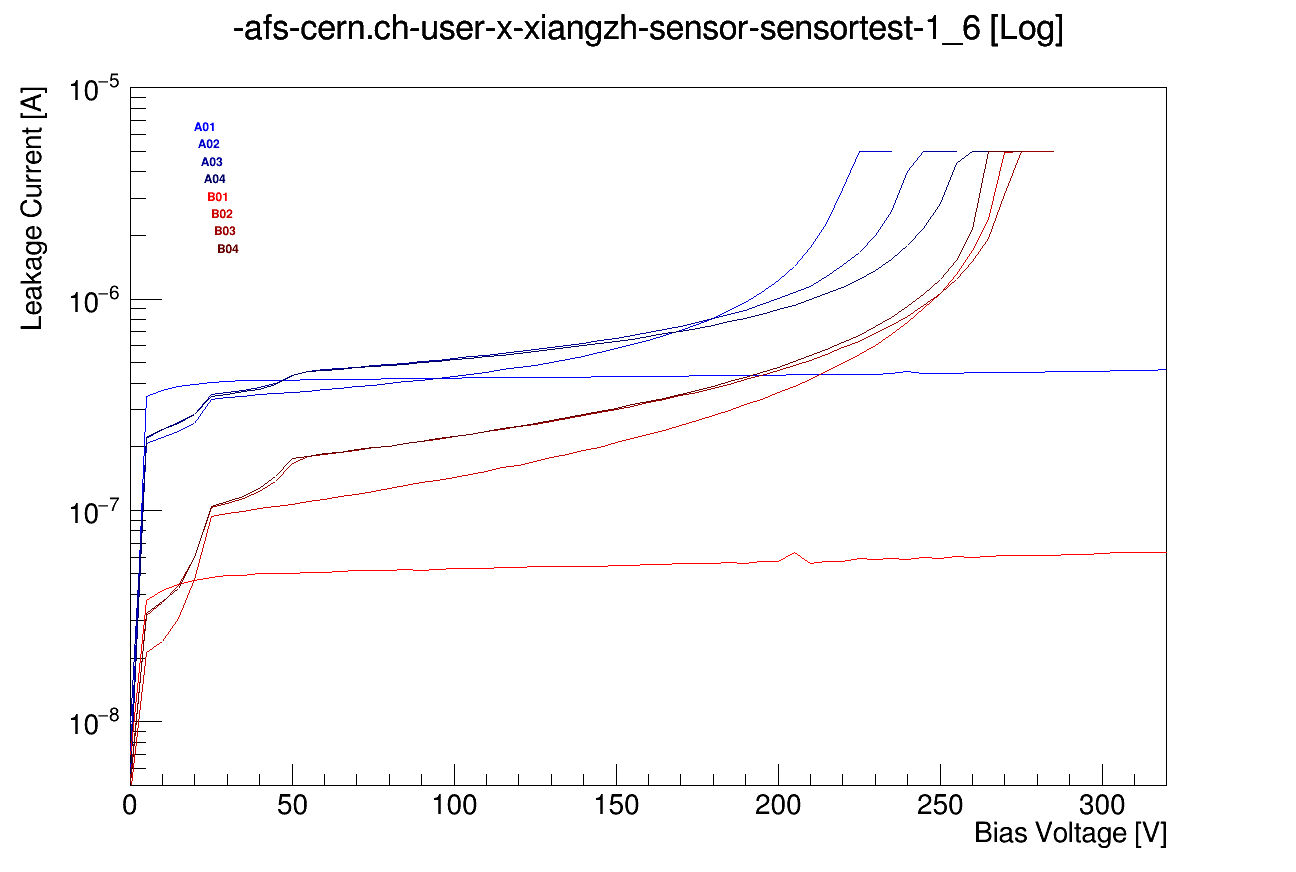 -afs-cern.ch-user-x-xiangzh-sensor-sensortest-1_6 [Log]
Leakage Current [A]
10⁻⁵
10⁻⁶
10⁻⁷
10⁻⁸
A01
A02
A03
A04
B01
B02
B03
B04
0 50 100 150 200 250 300
Bias Voltage [V]